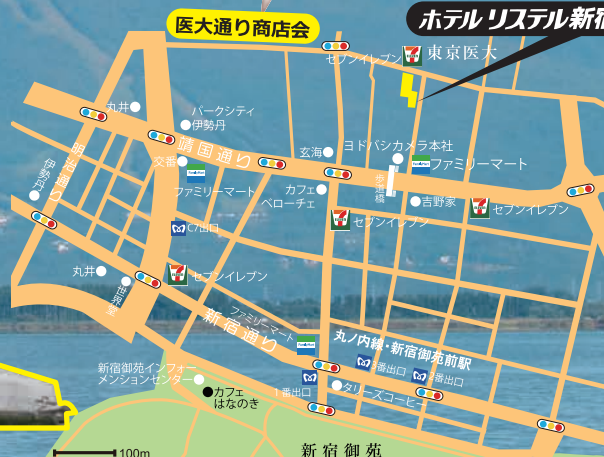 医大通り商店会
ホテル リステル新宿
セブンイレブン
東京医大
丸井
パークシティ
伊勢丹
明治通り
伊勢丹
靖国通り
交番
ファミリーマート
玄海
ヨドバシカメラ本社
ファミリーマート
歩道橋
カフェ
ベローチェ
吉野家
セブンイレブン
セブンイレブン
C7出口
丸井
世界堂
セブンイレブン
新宿通り
ファミリーマート
丸ノ内線・新宿御苑前駅
3番出口
2番出口
1番出口
タリーズコーヒー
新宿御苑インフォ
メーションセンター
カフェ
はなのき
新宿御苑
100m